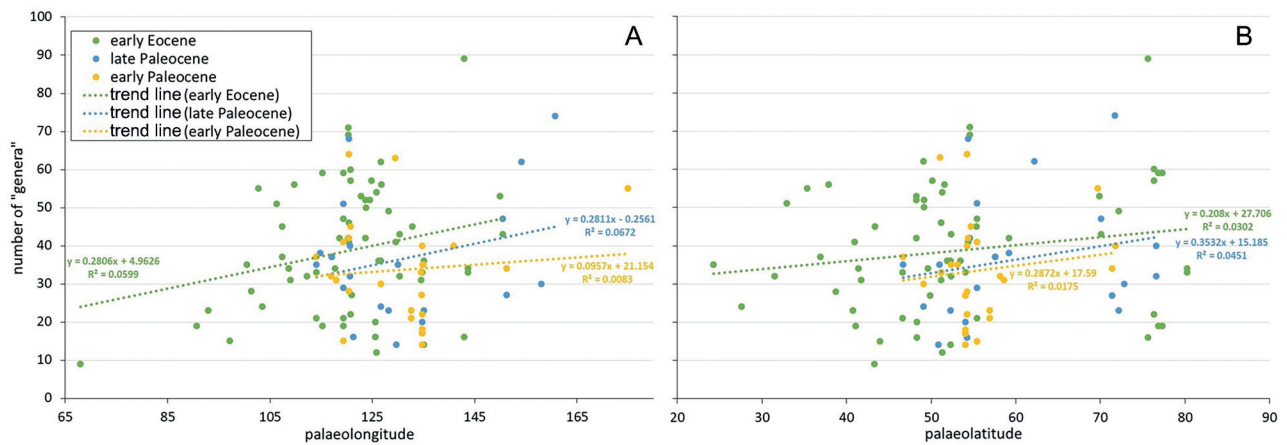 100
90
80
70
60
50
40
30
20
10
0
number of "genera"
early Eocene
late Paleocene
early Paleocene
trend line (early Eocene)
trend line (late Paleocene)
trend line (early Paleocene)
A
y = 0.2806x + 4.9626
R² = 0.0599
y = 0.2811x - 0.2561
R² = 0.0672
y = 0.0957x + 21.154
R² = 0.0083
65 85 105 125 145 165
palaeolongitude
B
y = 0.208x + 27.706
R² = 0.0302
y = 0.3532x + 15.185
R² = 0.0451
y = 0.2872x + 17.59
R² = 0.0175
20 30 40 50 60 70 80 90
palaeolatitude